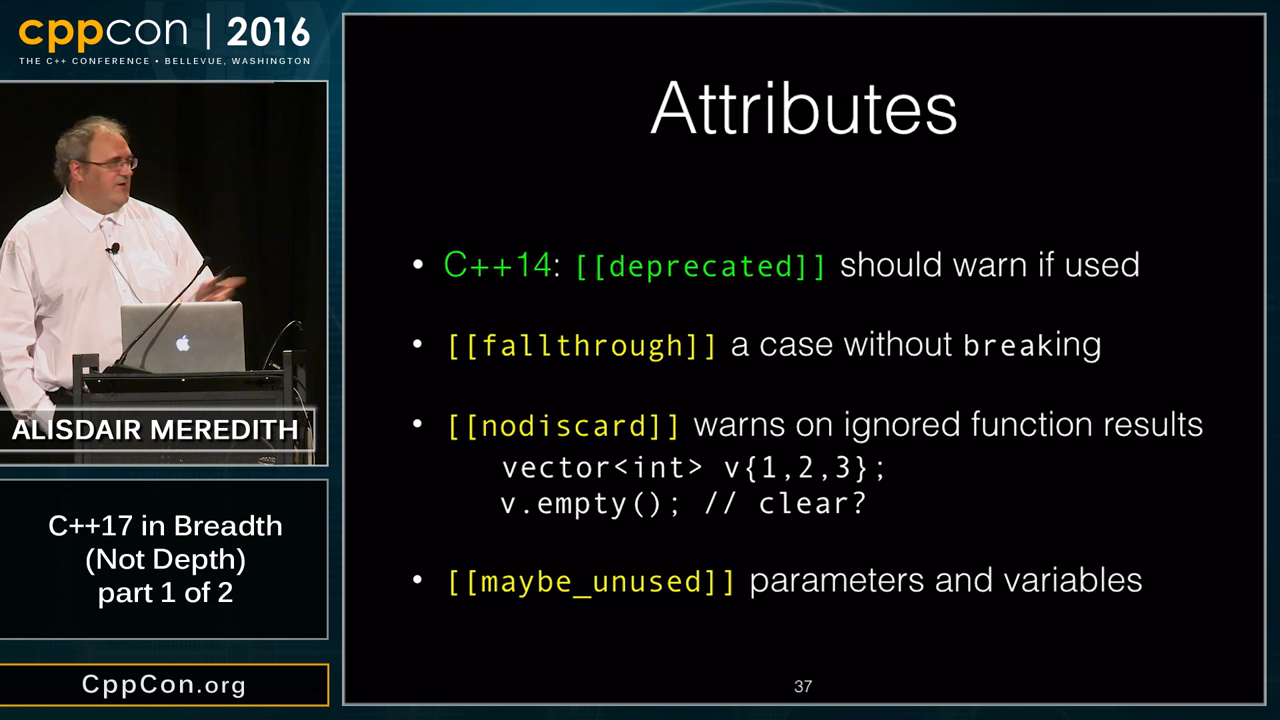 cppcon | 2016
THE C++ CONFERENCE • BELLEVUE, WASHINGTON
ALISDAIR MEREDITH
C++17 in Breadth
(Not Depth)
part 1 of 2
CppCon.org
Attributes
• C++14: [[deprecated]] should warn if used
• [[fallthrough]] a case without breaking
• [[nodiscard]] warns on ignored function results
vector<int> v{1,2,3};
v.empty(); // clear?
• [[maybe_unused]] parameters and variables
37